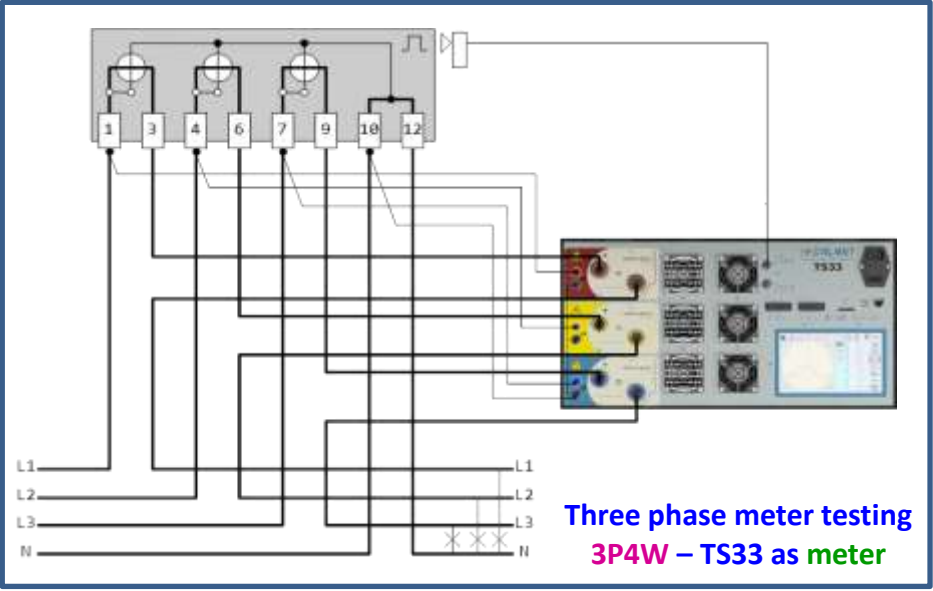 1 3 4 6 7 9 10 12
TS33
L1 L1
L2 L2
L3 L3
N N
Three phase meter testing
3P4W – TS33 as meter